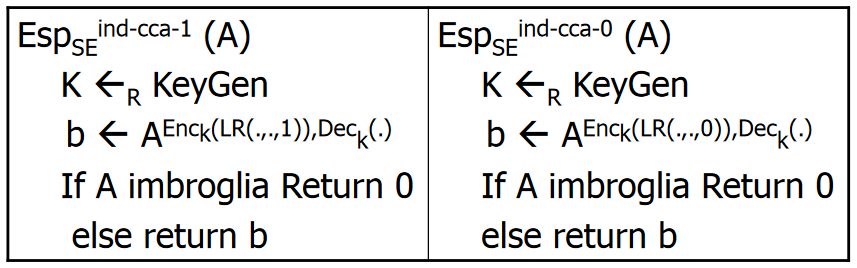 Esp_SE^ind-cca-1 (A)
K ←_R KeyGen
b ← A^Enc_k(LR(.,.,1)),Dec_k(.)
If A imbroglia Return 0
else return b
Esp_SE^ind-cca-0 (A)
K ←_R KeyGen
b ← A^Enc_k(LR(.,.,0)),Dec_k(.)
If A imbroglia Return 0
else return b